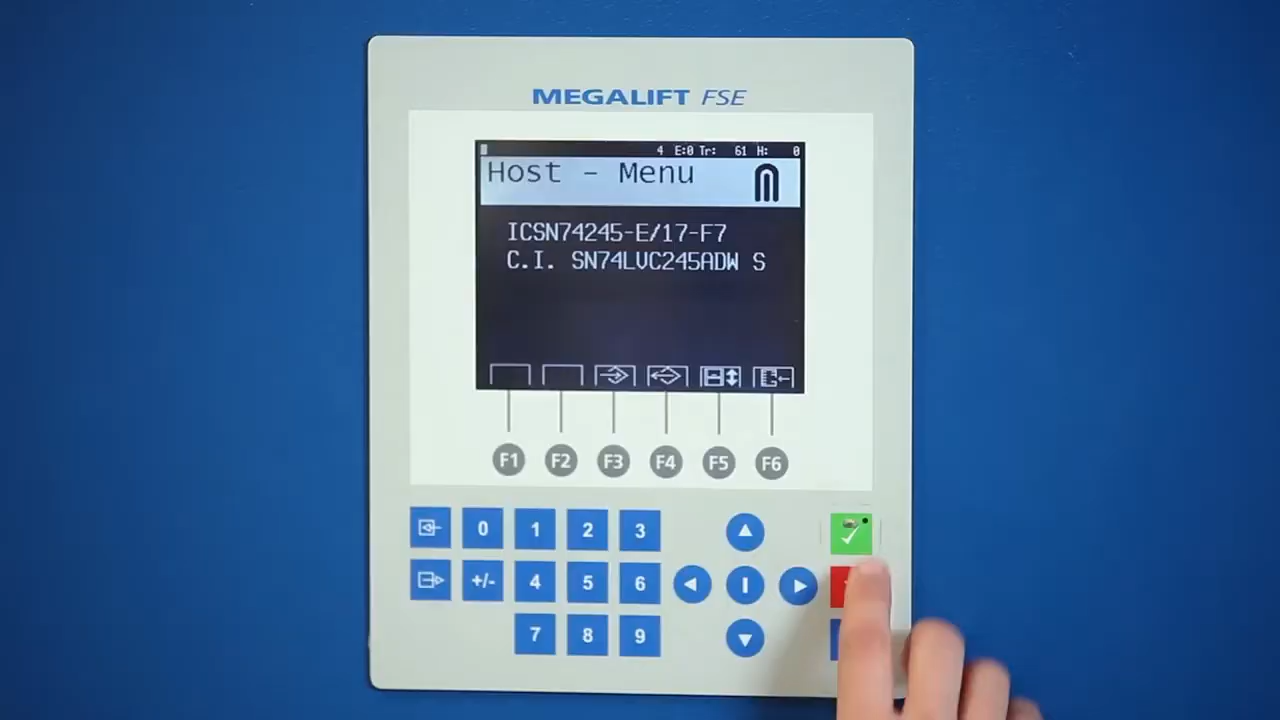 MEGALIFT FSE
4 E:0 Tr: 61 H: 0
Host - Menu
ICSN74245-E/17-F7
C.I. SN74LVC245ADW S
F1 F2 F3 F4 F5 F6
0 1 2 3
+/- 4 5 6
7 8 9